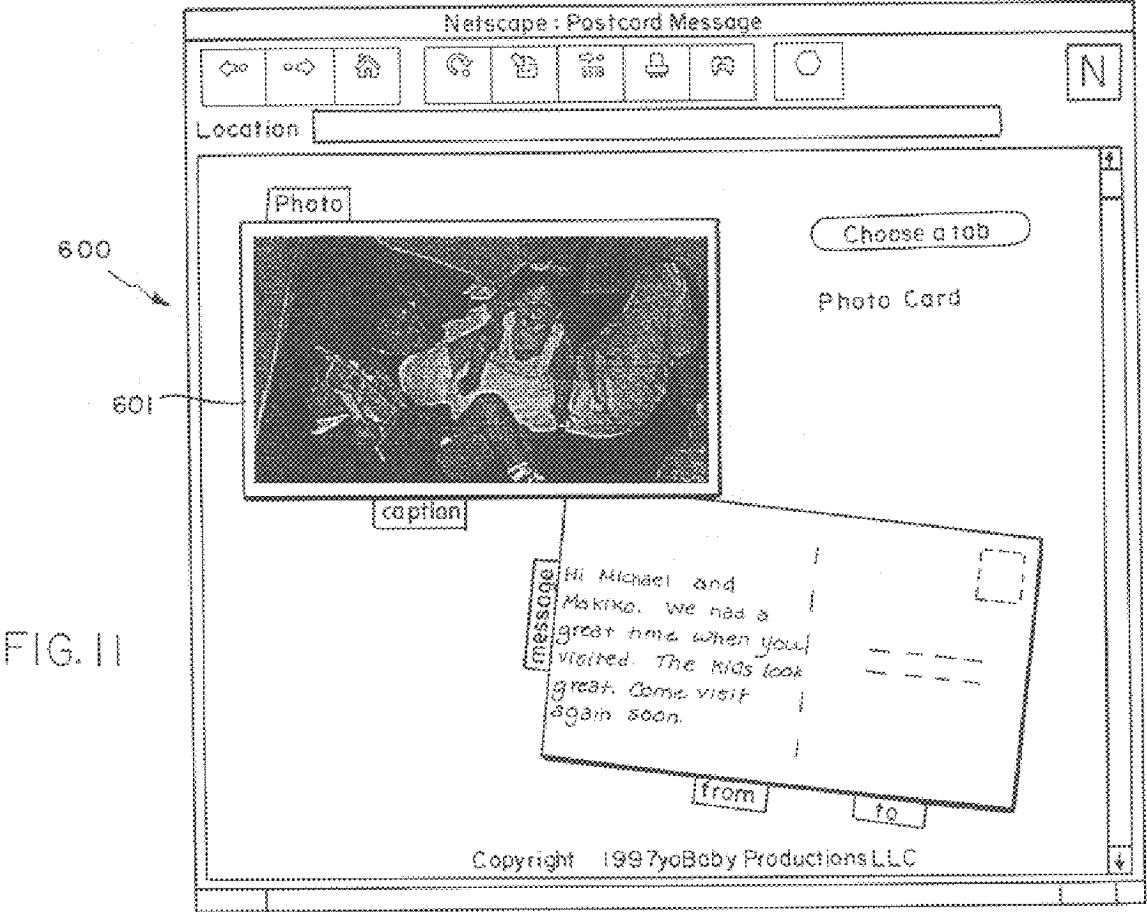 Netscape : Postcard Message
N
Location
Photo
Choose a tab
600
Photo Card
601
caption
message
Hi Michael and
Makiko. We had a
great time when you
visited. The kids look
great. Come visit
again soon.
FIG. 11
from
to
Copyright 1997yoBaby Productions LLC